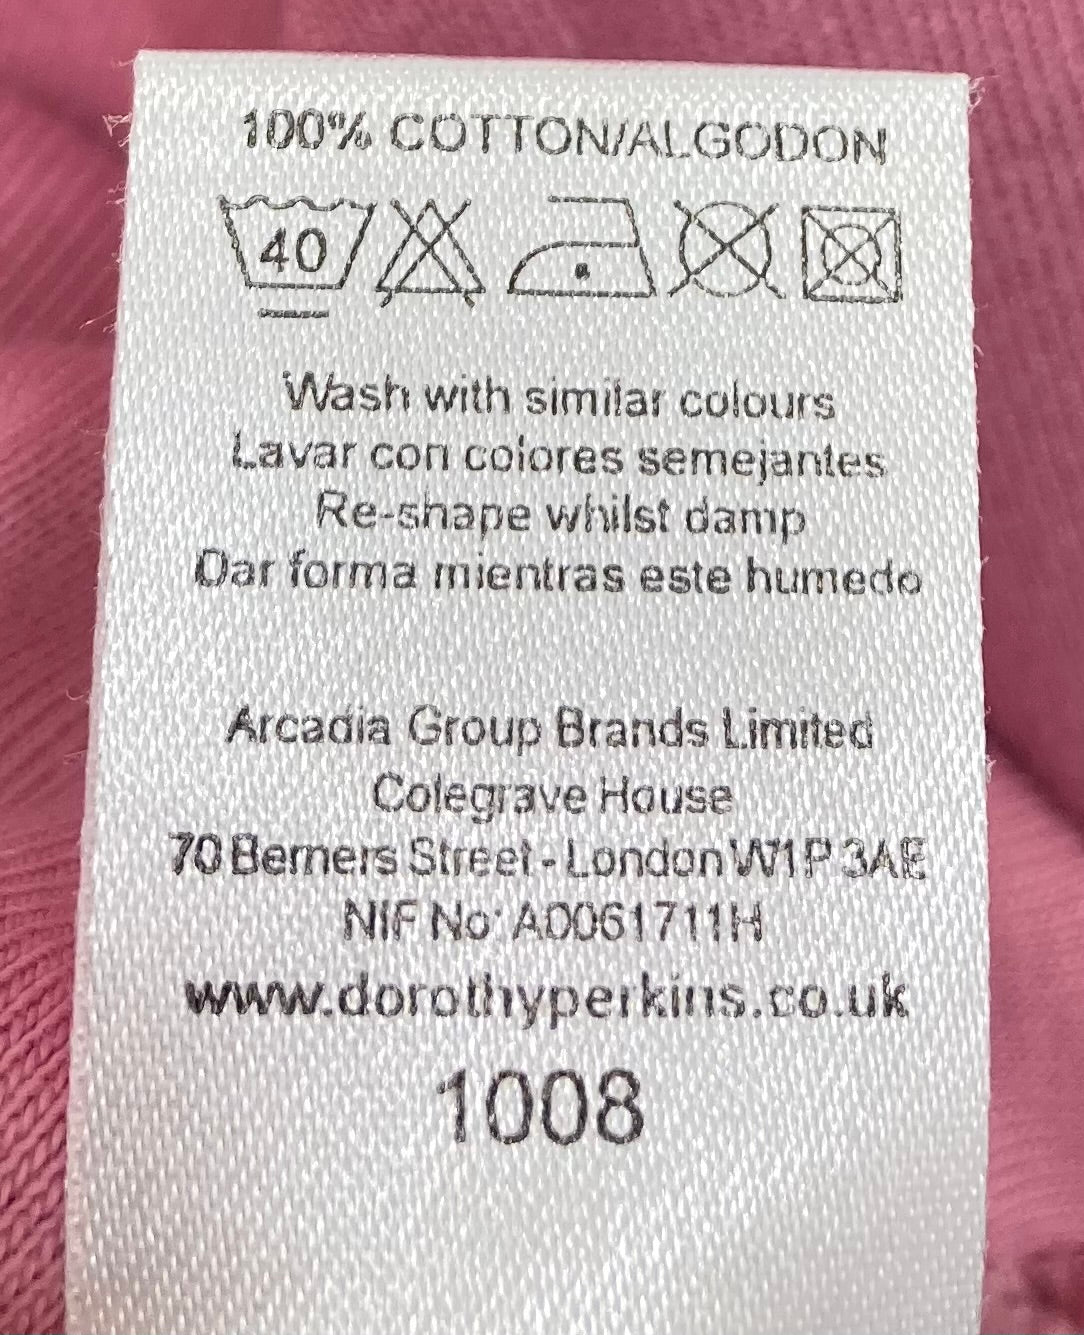 100% COTTON/ALGODON
40
Wash with similar colours
Lavar con colores semejantes
Re-shape whilst damp
Dar forma mientras este humedo
Arcadia Group Brands Limited
Colegrave House
70 Berners Street - London W1P 3AE
NIF No: A0061711H
www.dorothyperkins.co.uk
1008